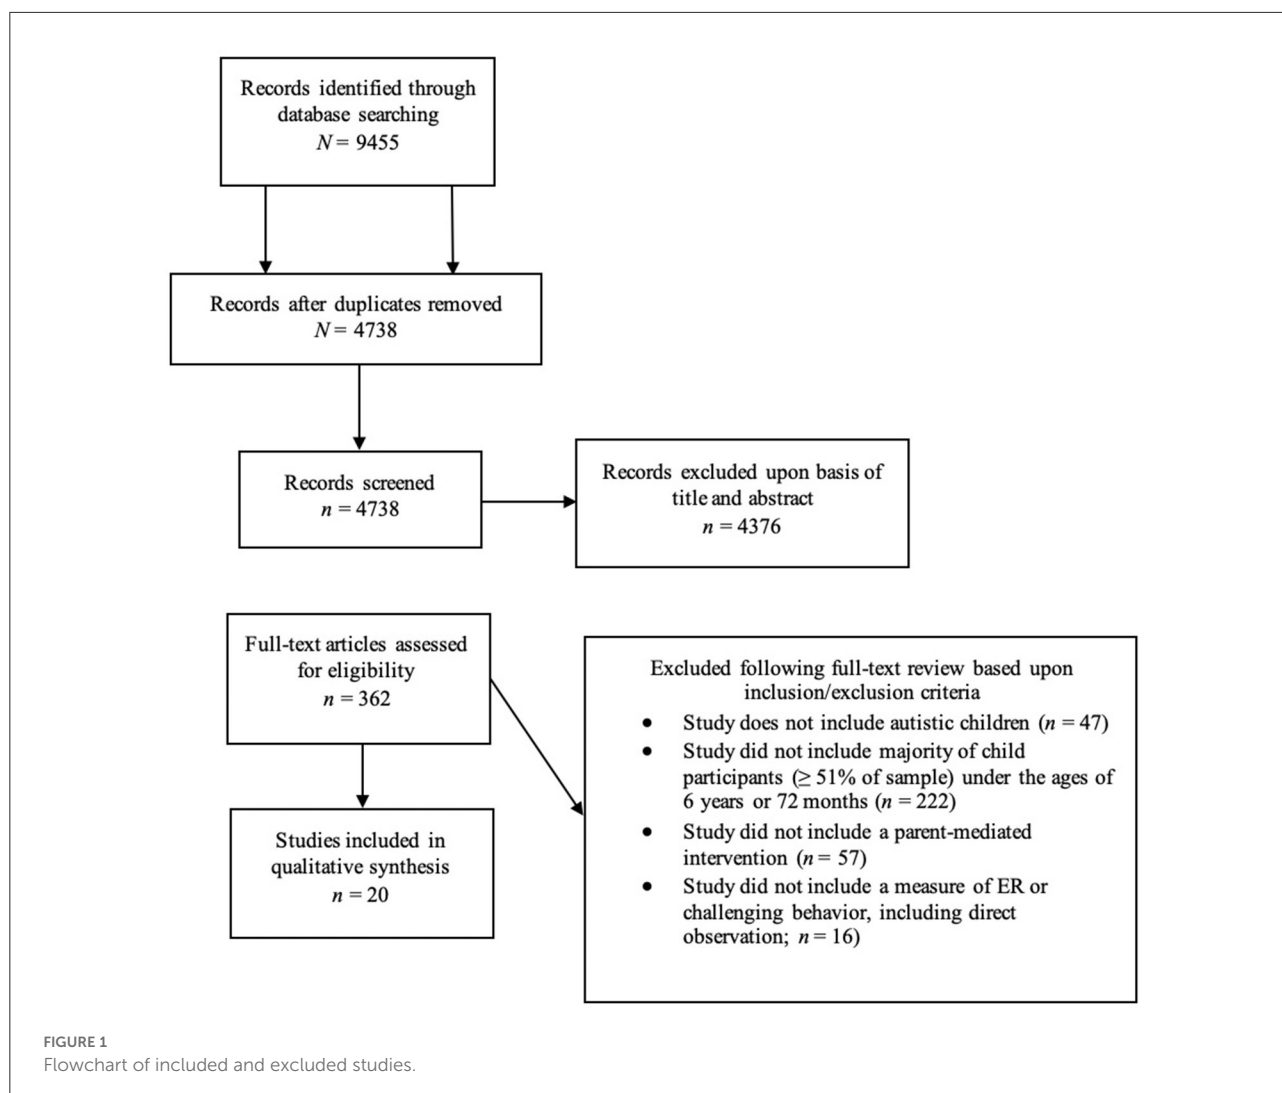 Records identified through
database searching
N = 9455
Records after duplicates removed
N = 4738
Records screened
n = 4738
Records excluded upon basis of
title and abstract
n = 4376
Full-text articles assessed
for eligibility
n = 362
Excluded following full-text review based upon
inclusion/exclusion criteria
• Study does not include autistic children (n = 47)
• Study did not include majority of child
participants (≥ 51% of sample) under the ages of
6 years or 72 months (n = 222)
• Study did not include a parent-mediated
intervention (n = 57)
• Study did not include a measure of ER or
challenging behavior, including direct
observation; n = 16)
Studies included in
qualitative synthesis
n = 20
FIGURE 1
Flowchart of included and excluded studies.